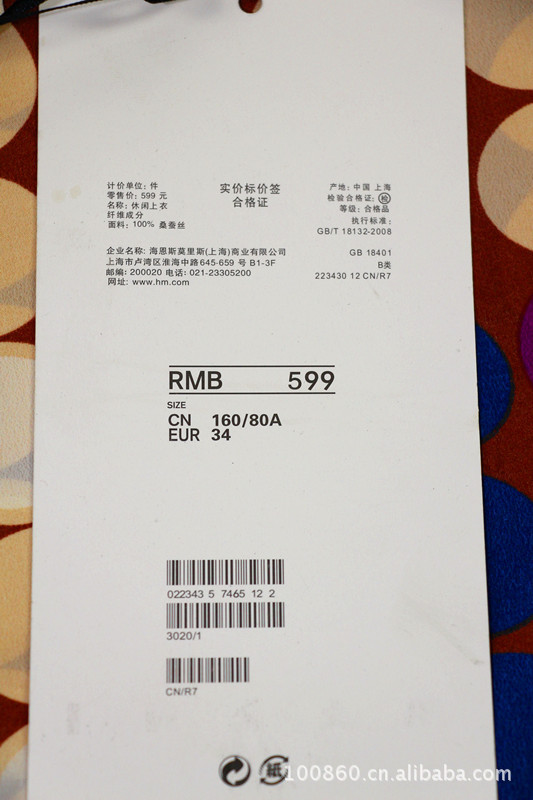 计价单位: 件
零售价: 599 元
名称: 休闲上衣
纤维成分
面料: 100% 桑蚕丝
实价标价签
合格证
产地: 中国 上海
检验合格证: 检
等级: 合格品
执行标准:
GB/T 18132-2008
企业名称: 海恩斯莫里斯(上海)商业有限公司
上海市卢湾区淮海中路645-659 号 B1-3F
邮编: 200020 电话: 021-23305200
网址: www.hm.com
GB 18401
B类
223430 12 CN/R7
RMB 599
SIZE
CN 160/80A
EUR 34
022343 5 7465 12 2
3020/1
CN/R7
紙
100860.cn.alibaba.com